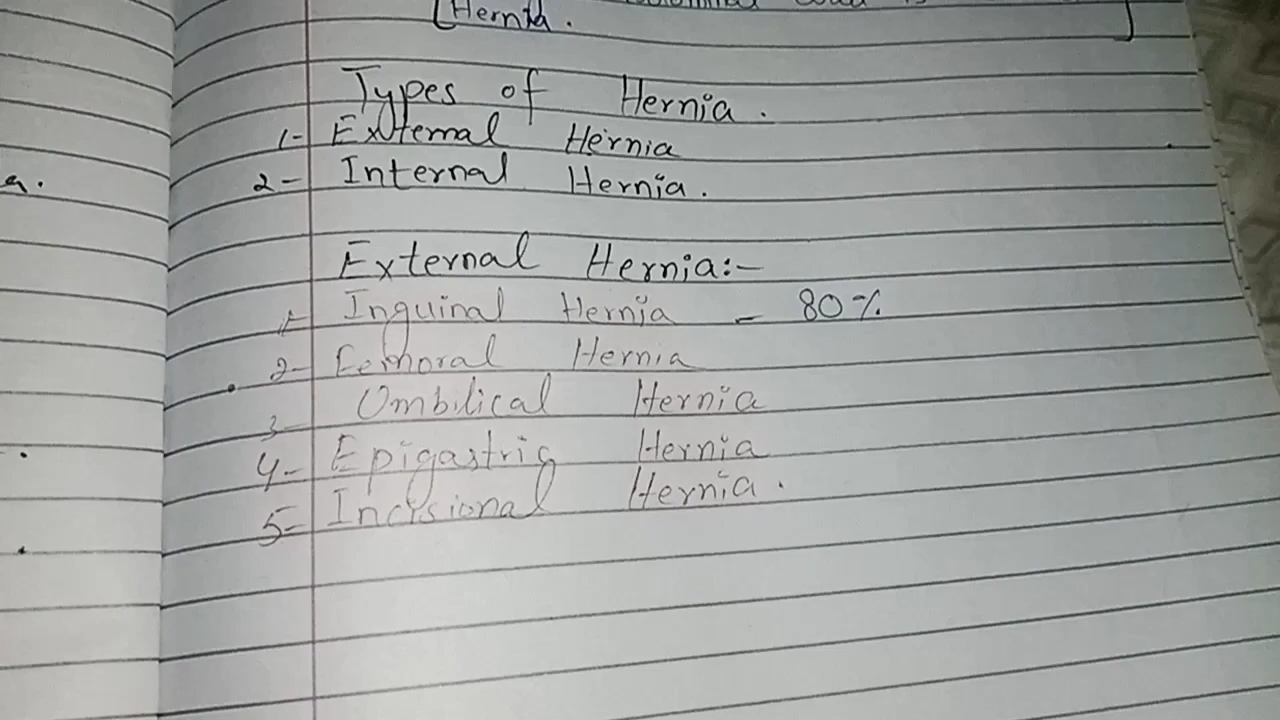 [Hernia.
]
Types of Hernia.
1- External Hernia
a.
2- Internal Hernia.
External Hernia:-
1- Inguinal Hernia - 80%
2- Femoral Hernia
3- Umbilical Hernia
4- Epigastric Hernia
5- Incisional Hernia.